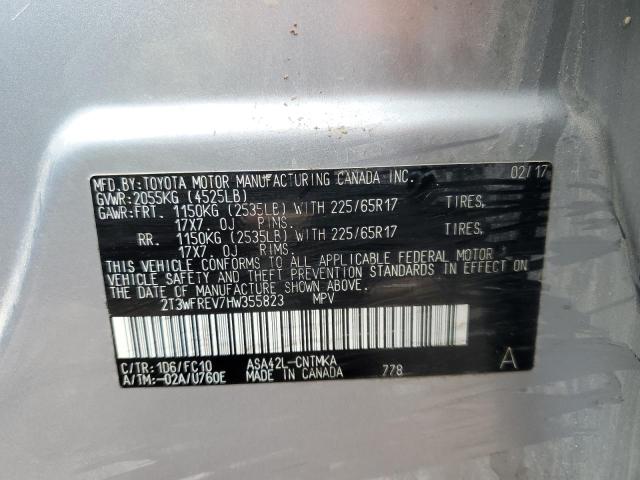 MFD.BY:TOYOTA MOTOR MANUFACTURING CANADA INC. 02/17
GVWR:2055KG (4525LB)
GAWR:FRT. 1150KG (2535LB) WITH 225/65R17 TIRES,
17X7.0J RIMS.
RR. 1150KG (2535LB) WITH 225/65R17 TIRES,
17X7.0J RIMS.
THIS VEHICLE CONFORMS TO ALL APPLICABLE FEDERAL MOTOR
VEHICLE SAFETY AND THEFT PREVENTION STANDARDS IN EFFECT ON
THE DATE OF MANUFACTURE SHOWN ABOVE.
2T3WFREV7HW355823 MPV
C/TR:1D6/FC10 ASA42L-CNTMKA A
A/TM:-02A/U760E MADE IN CANADA 778